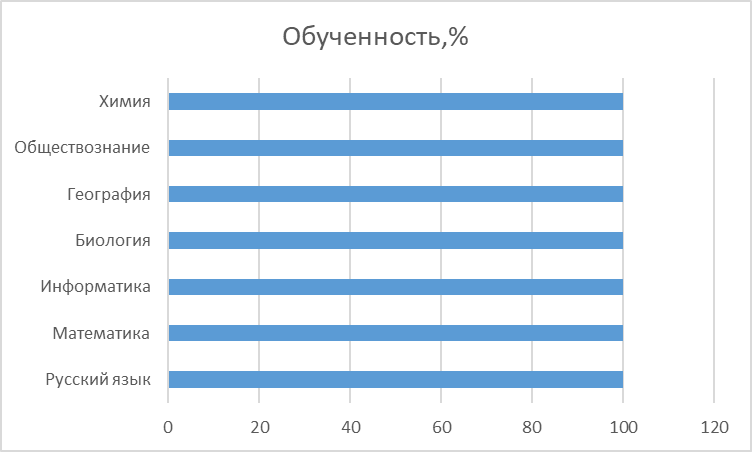 Обученность,%
Химия
Обществознание
География
Биология
Информатика
Математика
Русский язык
0 20 40 60 80 100 120